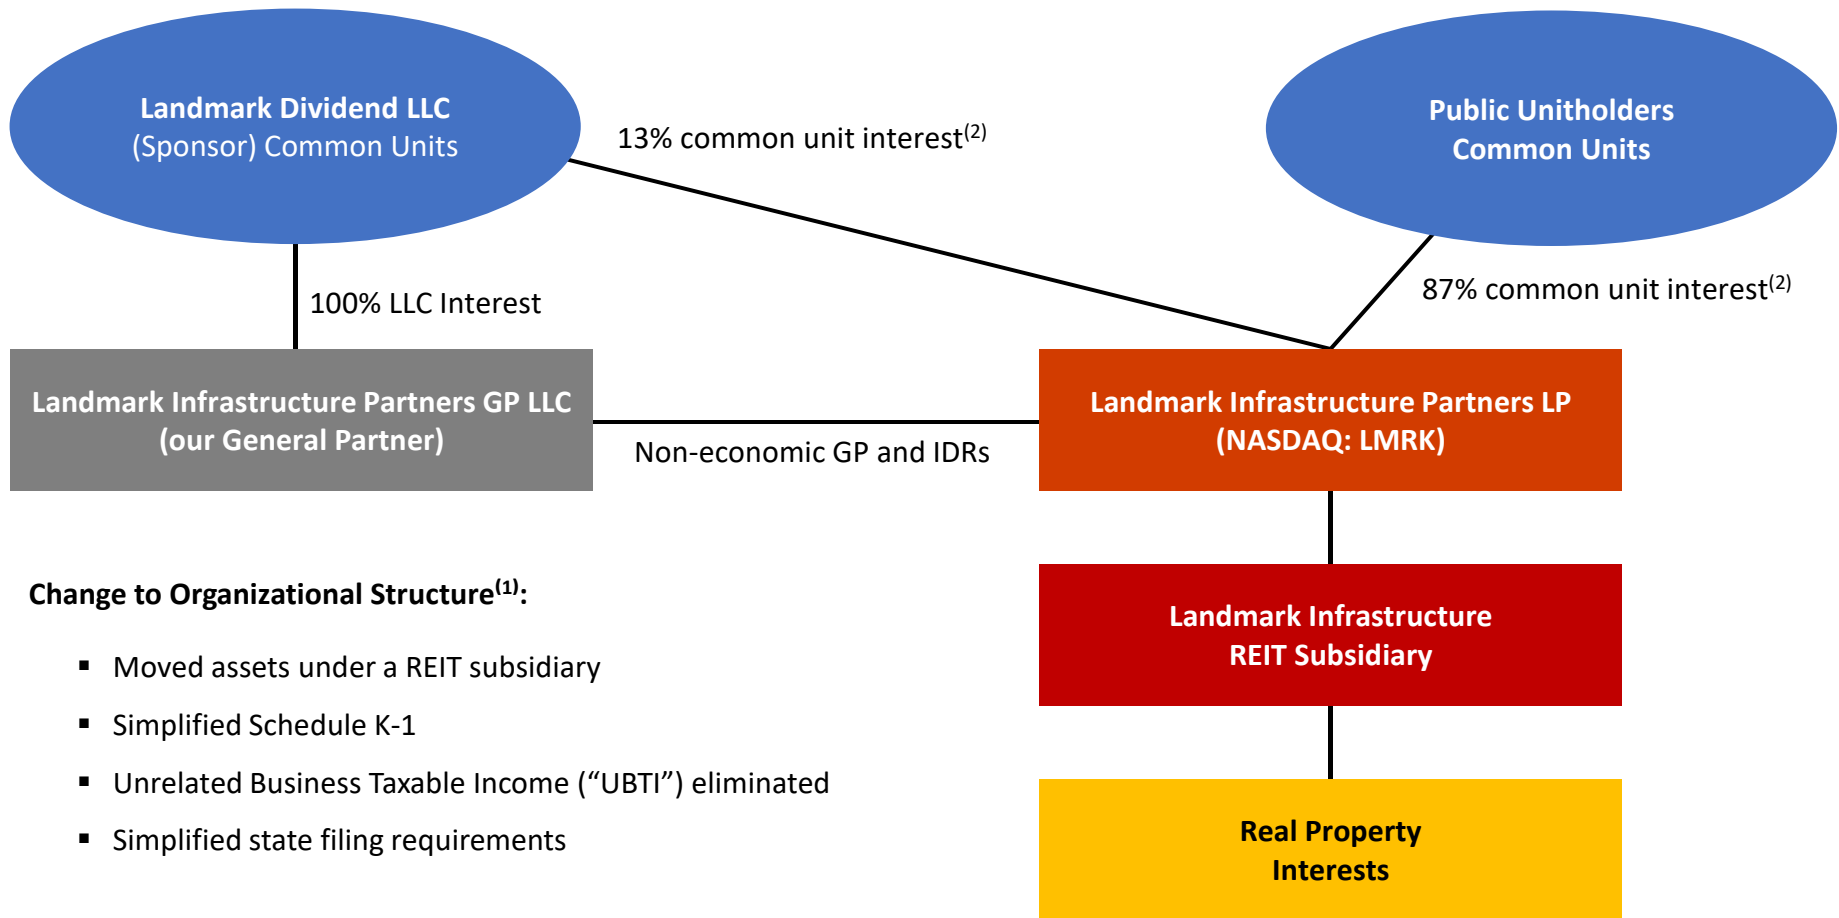 Landmark Dividend LLC
(Sponsor) Common Units
13% common unit interest(2)
Public Unitholders
Common Units
100% LLC Interest
87% common unit interest(2)
Landmark Infrastructure Partners GP LLC
(our General Partner)
Non-economic GP and IDRs
Landmark Infrastructure Partners LP
(NASDAQ: LMRK)
Change to Organizational Structure(1):
▪ Moved assets under a REIT subsidiary
▪ Simplified Schedule K-1
▪ Unrelated Business Taxable Income (“UBTI”) eliminated
▪ Simplified state filing requirements
Landmark Infrastructure
REIT Subsidiary
Real Property
Interests